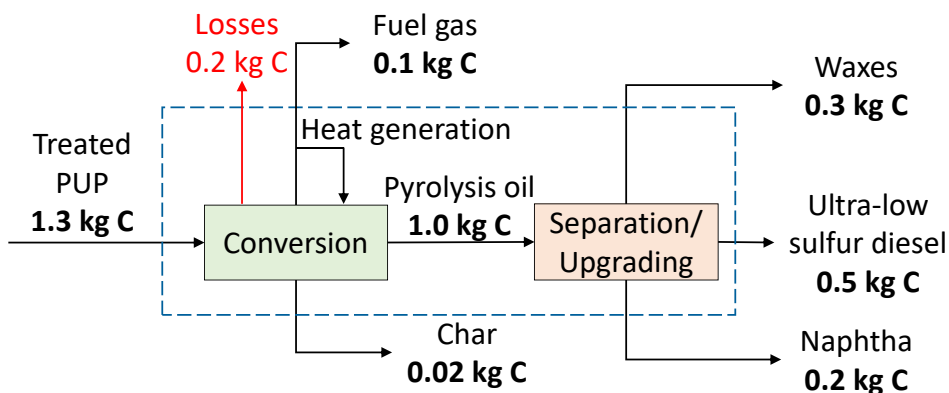 Losses
0.2 kg C
Fuel gas
0.1 kg C
Waxes
0.3 kg C
Heat generation
Treated
PUP
1.3 kg C
Conversion
Pyrolysis oil
1.0 kg C
Separation/
Upgrading
Ultra-low
sulfur diesel
0.5 kg C
Char
0.02 kg C
Naphtha
0.2 kg C